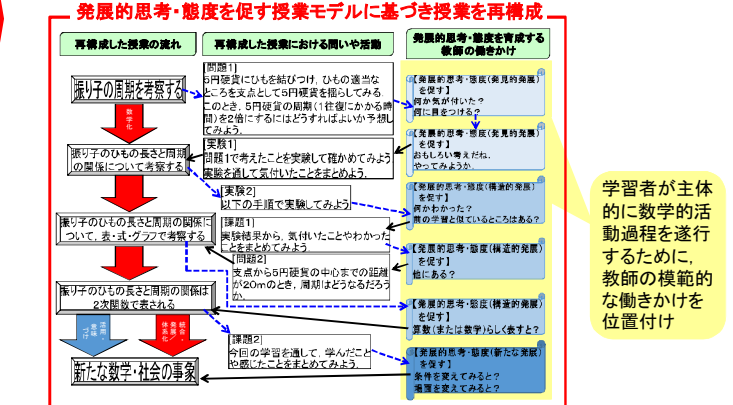 発展的思考・態度を促す授業モデルに基づき授業を再構成
再構成した授業の流れ
再構成した授業における問いや活動
発展的思考・態度を育成する
教師の働きかけ
振り子の周期を考察する
数学化
振り子のひもの長さと周期
の関係について考察する
振り子のひもの長さと周期の関係に
ついて，表・式・グラフで考察する
振り子のひもの長さと周期の関係は
2次関数で表される
活用・
意味
づけ
統合・
発展／
体系化
新たな数学・社会の事象
[問題1]
5円硬貨にひもを結びつけ，ひもの適当な
ところを支点として5円硬貨を揺らしてみる．
このとき，5円硬貨の周期(1往復にかかる時
間)を2倍にするにはどうすればよいか予想し
てみよう．
[実験1]
問題1で考えたことを実験して確かめてみよう
実験を通して気付いたことをまとめよう．
[実験2]
以下の手順で実験してみよう
[課題1]
実験結果から，気付いたことやわかった
ことをまとめてみよう
[問題2]
支点から5円硬貨の中心までの距離
が20mのとき，周期はどうなるだろう
か．
[課題2]
今回の学習を通して，学んだこと
や感じたことをまとめてみよう．
【発展的思考・態度(発見的発展)
を促す】
何か気が付いた？
何に目をつける？
【発展的思考・態度(発見的発展)
を促す】
おもしろい考えだね．
やってみようか．
【発展的思考・態度(構造的発展)
を促す】
何かわかった？
前の学習と似ているところはある？
【発展的思考・態度(構造的発展)
を促す】
他にある？
【発展的思考・態度(構造的発展)
を促す】
算数(または数学)らしく表すと？
【発展的思考・態度(新たな発展)
を促す】
条件を変えてみると？
場面を変えてみると？
学習者が主体
的に数学的活
動過程を遂行
するために，
教師の模範的
な働きかけを
位置付け